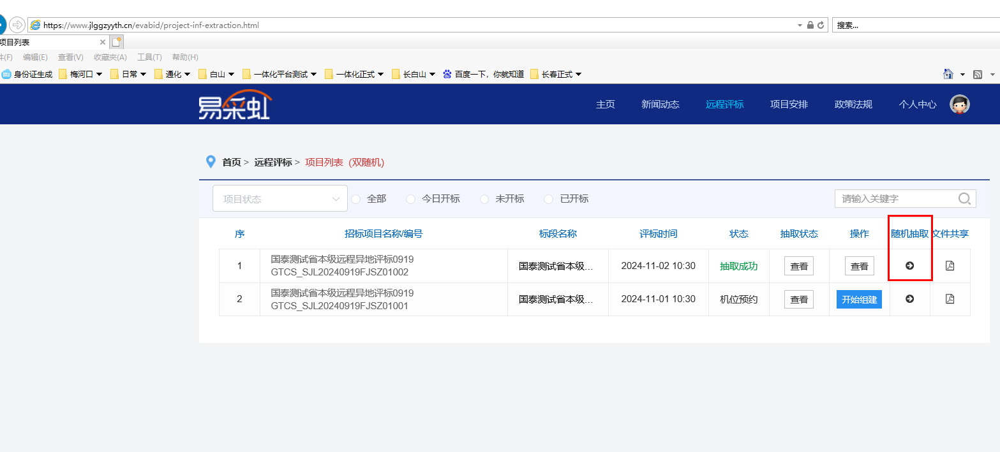 https://www.jlggzyyth.cn/evabid/project-inf-extraction.html
搜索...
项目列表
件(F) 编辑(E) 查看(V) 收藏夹(A) 工具(T) 帮助(H)
身份证生成 梅河口 日常 通化 白山 一体化平台测试 一体化正式 长白山 百度一下，你就知道 长春正式
易采虹
主页 新闻动态 远程评标 项目安排 政策法规 个人中心
首页 > 远程评标 > 项目列表 (双随机)
项目状态 全部 今日开标 未开标 已开标 请输入关键字
序 招标项目名称/编号 标段名称 评标时间 状态 抽取状态 操作 随机抽取 文件共享
1 国泰测试省本级远程异地评标0919 国泰测试省本级... 2024-11-02 10:30 抽取成功 查看 查看
GTCS_SJL20240919FJSZ01002
2 国泰测试省本级远程异地评标0919 国泰测试省本级... 2024-11-01 10:30 机位预约 查看 开始组建
GTCS_SJL20240919FJSZ01001